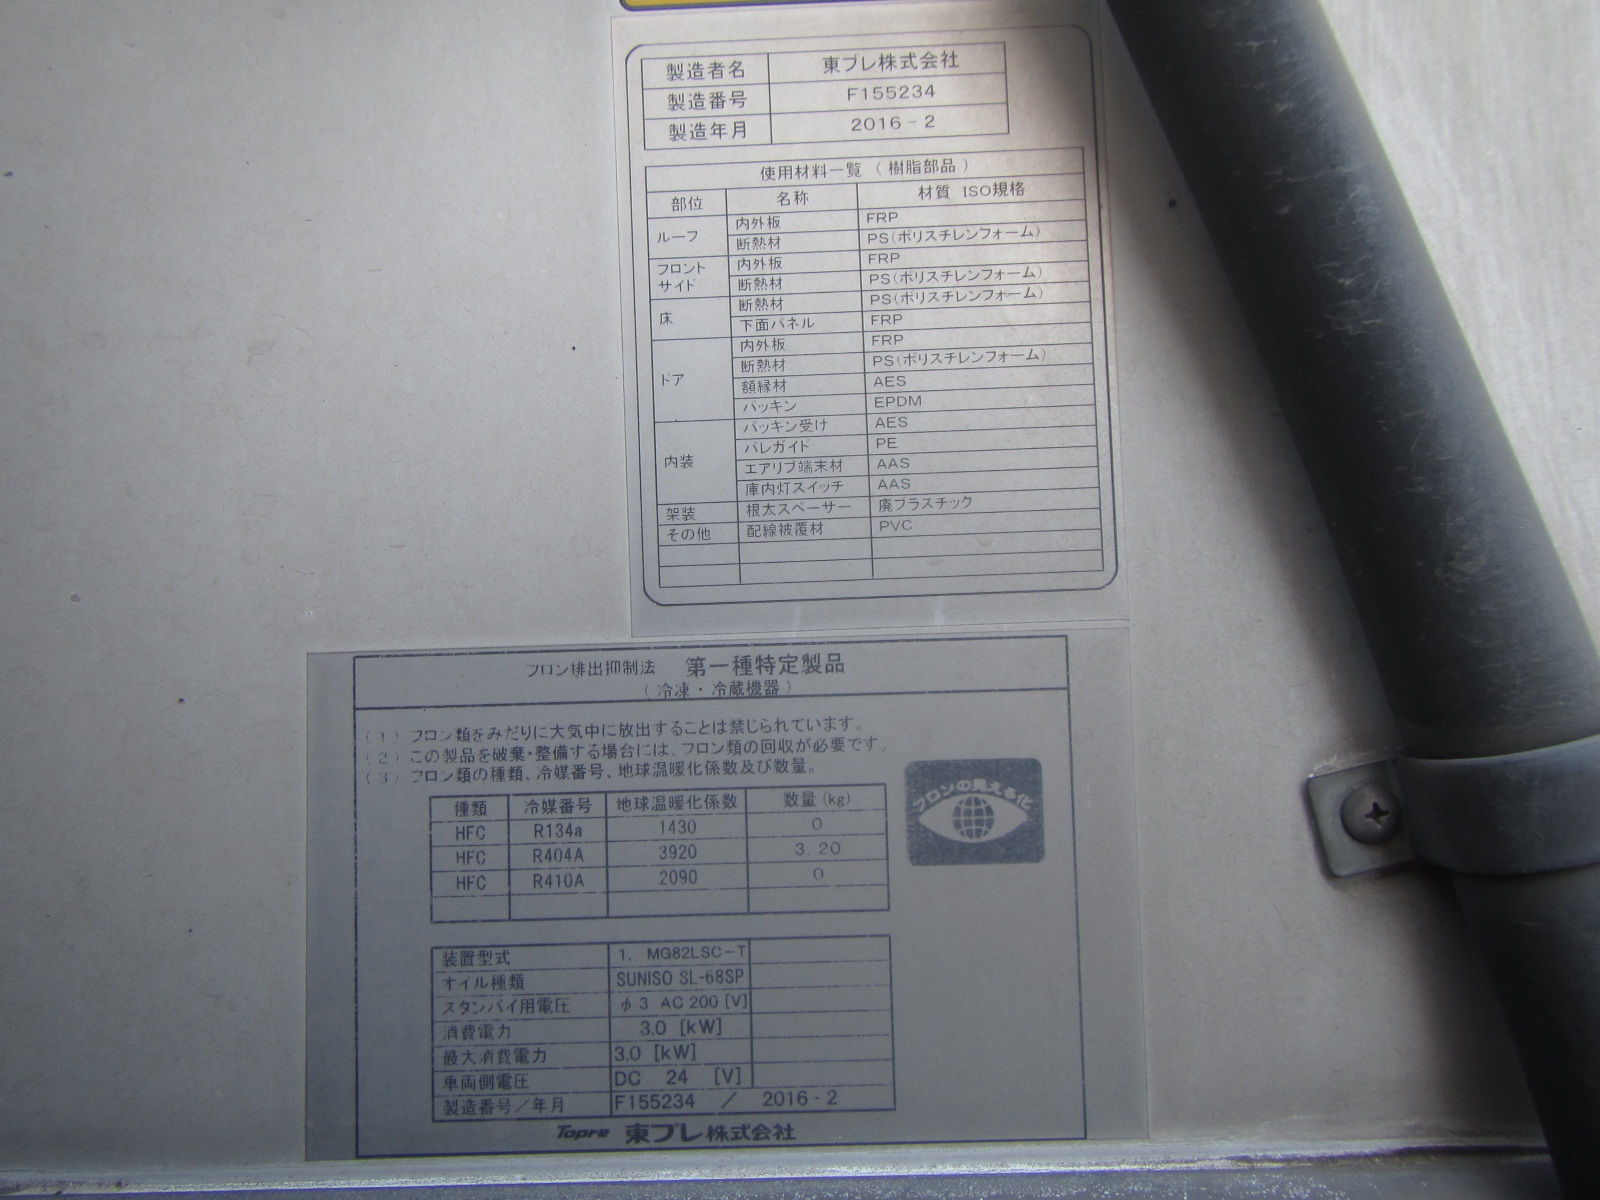 製造者名 東プレ株式会社
製造番号 F155234
製造年月 2016-2
使用材料一覧（樹脂部品）
部位 名称 材質 ISO規格
ルーフ 内外板 FRP
断熱材 PS(ポリスチレンフォーム)
フロント サイド 内外板 FRP
断熱材 PS(ポリスチレンフォーム)
床 断熱材 PS(ポリスチレンフォーム)
下面パネル FRP
ドア 内外板 FRP
断熱材 PS(ポリスチレンフォーム)
額縁材 AES
パッキン EPDM
内装 パッキン受け AES
バレガイド PE
エアリブ端末材 AAS
庫内灯スイッチ AAS
架装 根太スペーサー 廃プラスチック
その他 配線被覆材 PVC
フロン排出抑制法 第一種特定製品
（冷凍・冷蔵機器）
(1) フロン類をみだりに大気中に放出することは禁じられています。
(2) この製品を破棄・整備する場合には、フロン類の回収が必要です。
(3) フロン類の種類、冷媒番号、地球温暖化係数及び数量。
種類 冷媒番号 地球温暖化係数 数量(kg)
HFC R134a 1430 0
HFC R404A 3920 3.20
HFC R410A 2090 0
フロンの見える化
装置型式 1. MG82LSC-T
オイル種類 SUNISO SL-68SP
スタンバイ用電圧 φ3 AC 200 [V]
消費電力 3.0 [kW]
最大消費電力 3.0 [kW]
車両側電圧 DC 24 [V]
製造番号／年月 F155234 ／ 2016-2
Topre 東プレ株式会社